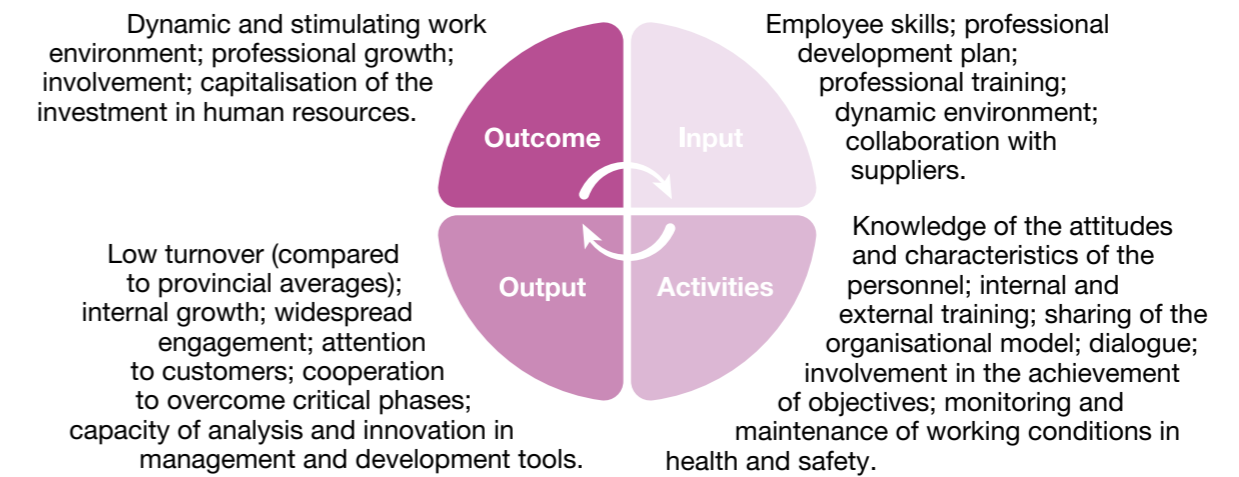 Dynamic and stimulating work
environment; professional growth;
involvement; capitalisation of the
investment in human resources.
Outcome
Input
Employee skills; professional
development plan;
professional training;
dynamic environment;
collaboration with
suppliers.
Low turnover (compared
to provincial averages);
internal growth; widespread
engagement; attention
to customers; cooperation
to overcome critical phases;
capacity of analysis and innovation in
management and development tools.
Output
Activities
Knowledge of the attitudes
and characteristics of the
personnel; internal and
external training; sharing of the
organisational model; dialogue;
involvement in the achievement
of objectives; monitoring and
maintenance of working conditions in
health and safety.